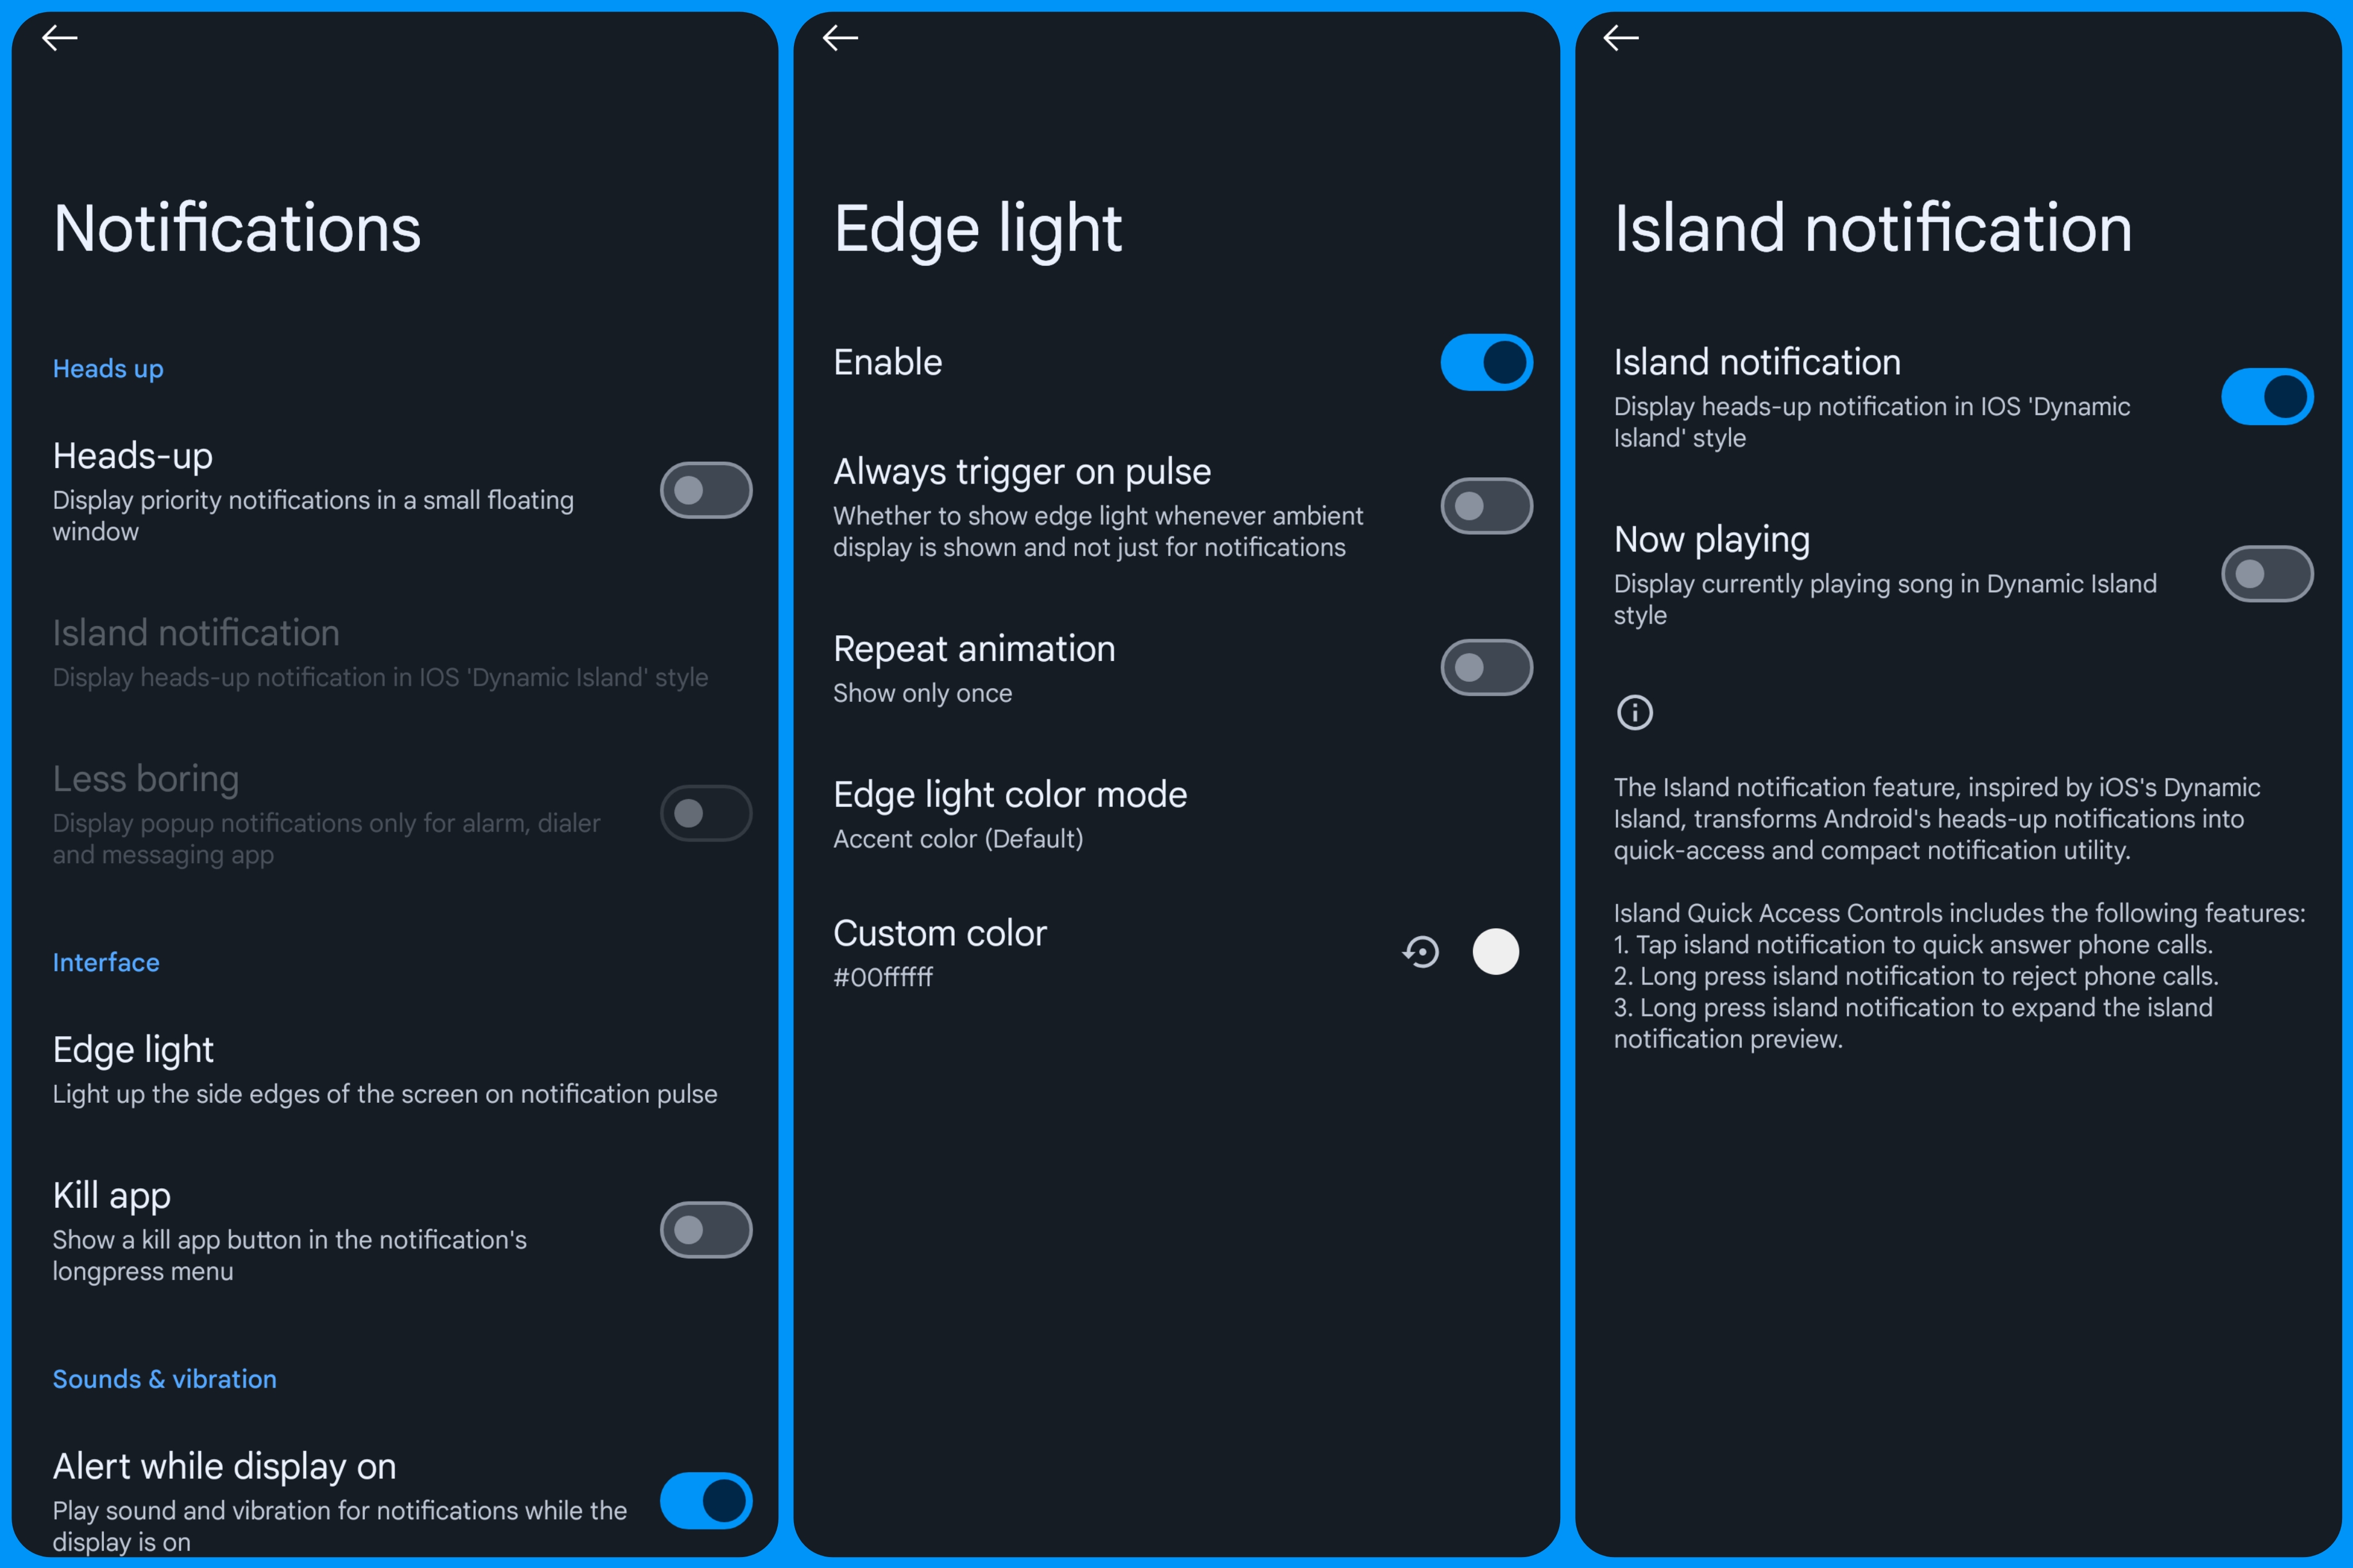 Notifications
Heads up
Heads-up
Display priority notifications in a small floating
window
Island notification
Display heads-up notification in IOS 'Dynamic Island' style
Less boring
Display popup notifications only for alarm, dialer
and messaging app
Interface
Edge light
Light up the side edges of the screen on notification pulse
Kill app
Show a kill app button in the notification's
longpress menu
Sounds & vibration
Alert while display on
Play sound and vibration for notifications while the
display is on
Edge light
Enable
Always trigger on pulse
Whether to show edge light whenever ambient
display is shown and not just for notifications
Repeat animation
Show only once
Edge light color mode
Accent color (Default)
Custom color
#00ffffff
Island notification
Island notification
Display heads-up notification in IOS 'Dynamic
Island' style
Now playing
Display currently playing song in Dynamic Island
style
The Island notification feature, inspired by iOS's Dynamic
Island, transforms Android's heads-up notifications into
quick-access and compact notification utility.
Island Quick Access Controls includes the following features:
1. Tap island notification to quick answer phone calls.
2. Long press island notification to reject phone calls.
3. Long press island notification to expand the island
notification preview.